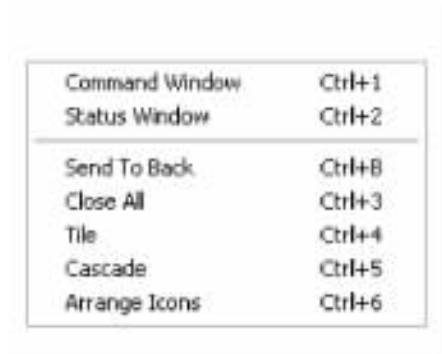 Command Window Ctrl+1
Status Window Ctrl+2
Send To Back Ctrl+B
Close All Ctrl+3
Tile Ctrl+4
Cascade Ctrl+5
Arrange Icons Ctrl+6